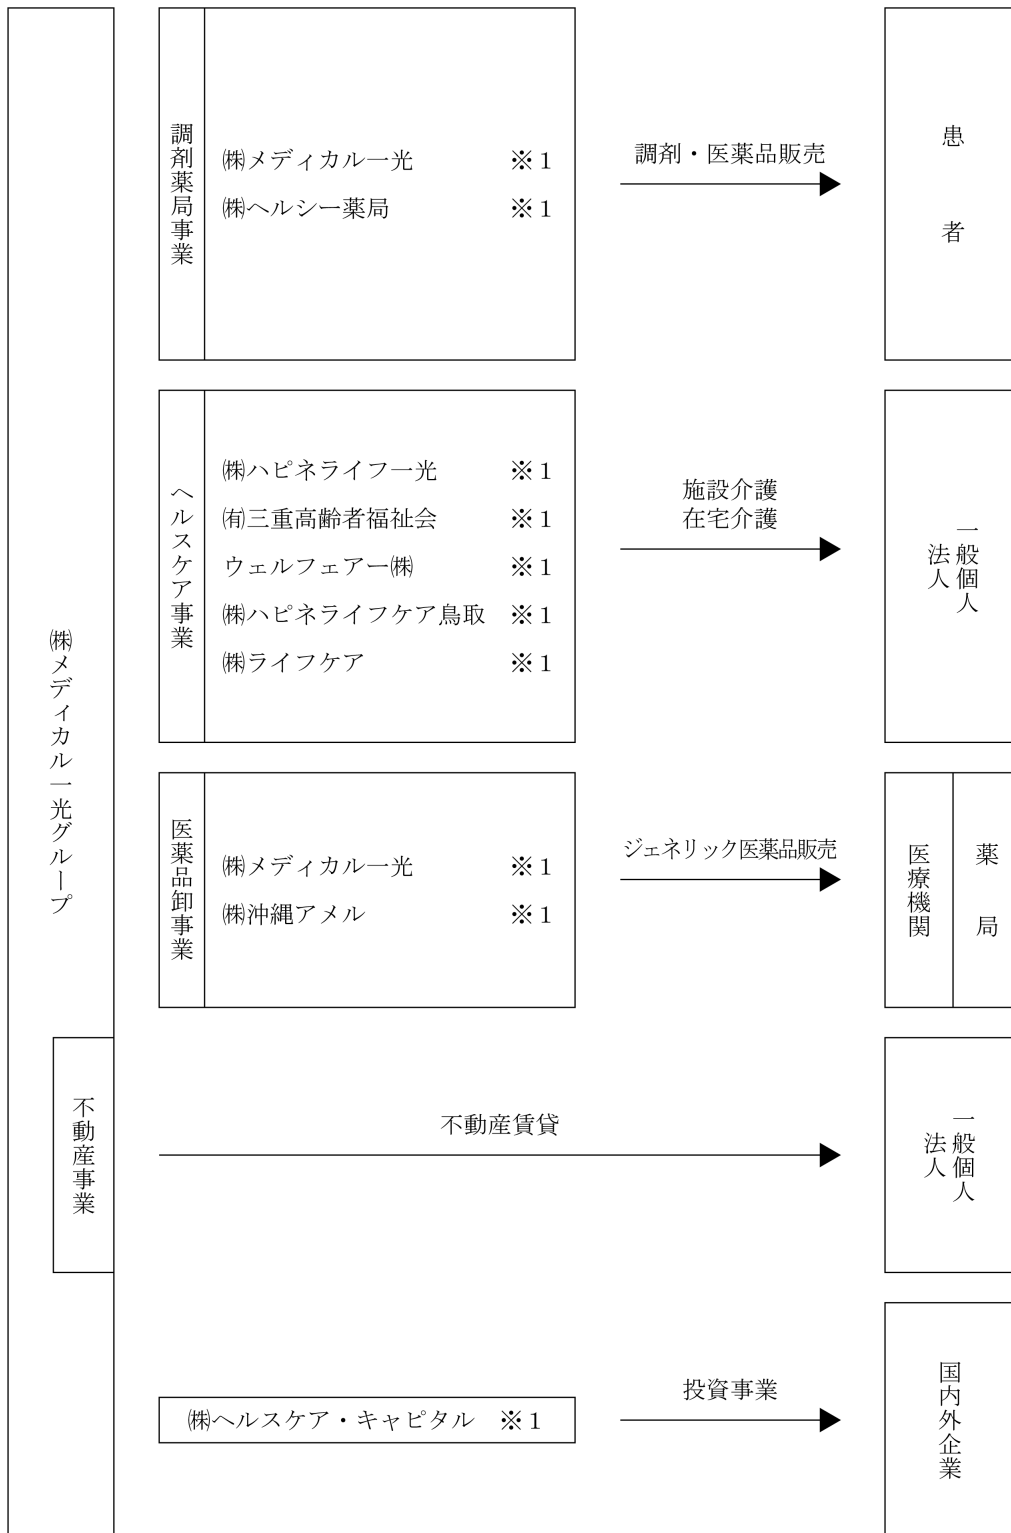 ㈱メディカル一光グループ
調剤薬局事業
㈱メディカル一光 ※1
㈱ヘルシー薬局 ※1
調剤・医薬品販売
患者
ヘルスケア事業
㈱ハピネライフ一光 ※1
㈲三重高齢者福祉会 ※1
ウェルフェアー㈱ ※1
㈱ハピネライフケア鳥取 ※1
㈱ライフケア ※1
施設介護
在宅介護
一般個人
法人
医薬品卸事業
㈱メディカル一光 ※1
㈱沖縄アメル ※1
ジェネリック医薬品販売
医療機関
薬局
不動産事業
不動産賃貸
一般個人
法人
㈱ヘルスケア・キャピタル ※1
投資事業
国内外企業